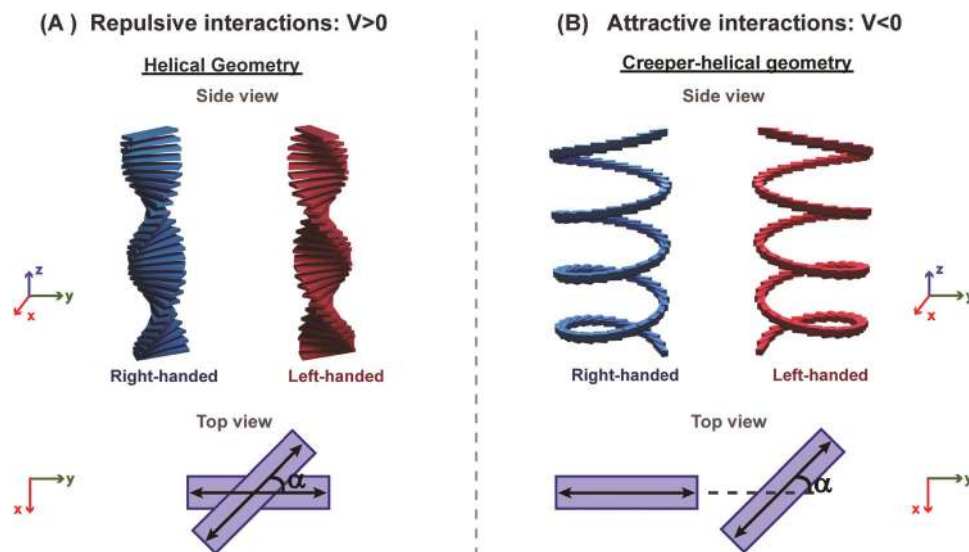 (A ) Repulsive interactions: V>0
Helical Geometry
Side view
z
y
x
Right-handed
Left-handed
Top view
y
x
α
(B) Attractive interactions: V<0
Creeper-helical geometry
Side view
z
y
x
Right-handed
Left-handed
Top view
α
y
x